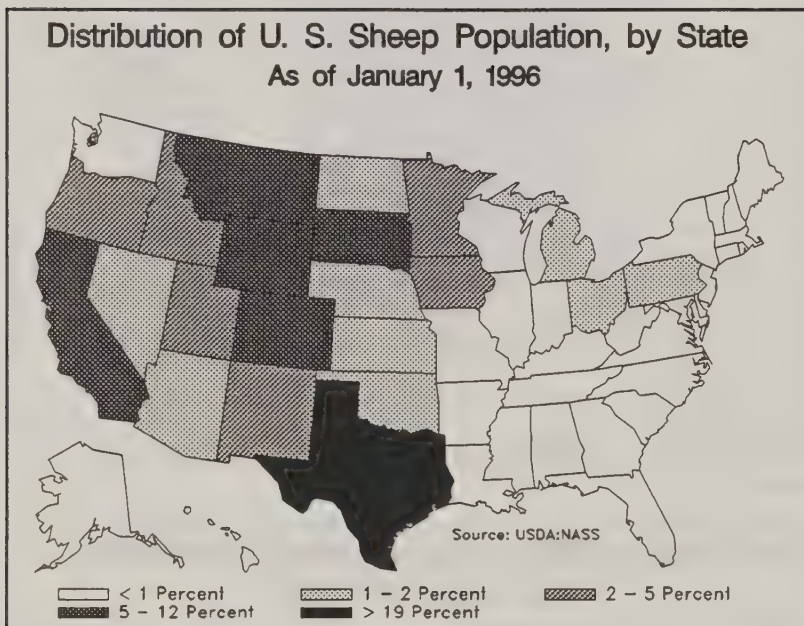 Distribution of U. S. Sheep Population, by State
As of January 1, 1996
Source: USDA:NASS
< 1 Percent
1 - 2 Percent
2 - 5 Percent
5 - 12 Percent
> 19 Percent